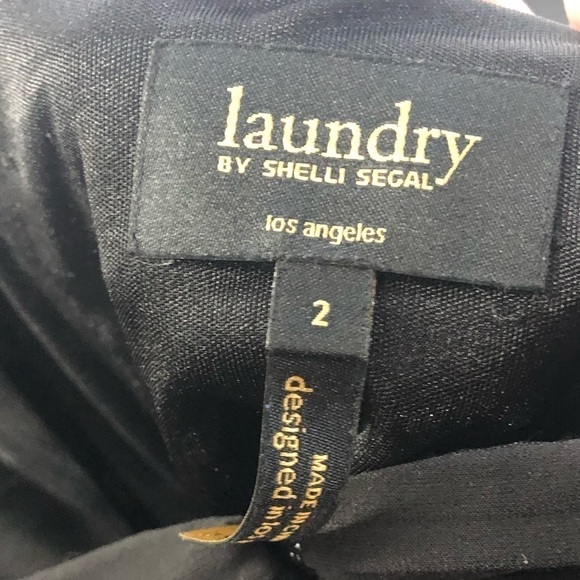 laundry
BY SHELLI SEGAL
los angeles
2
MADE IN
designed in